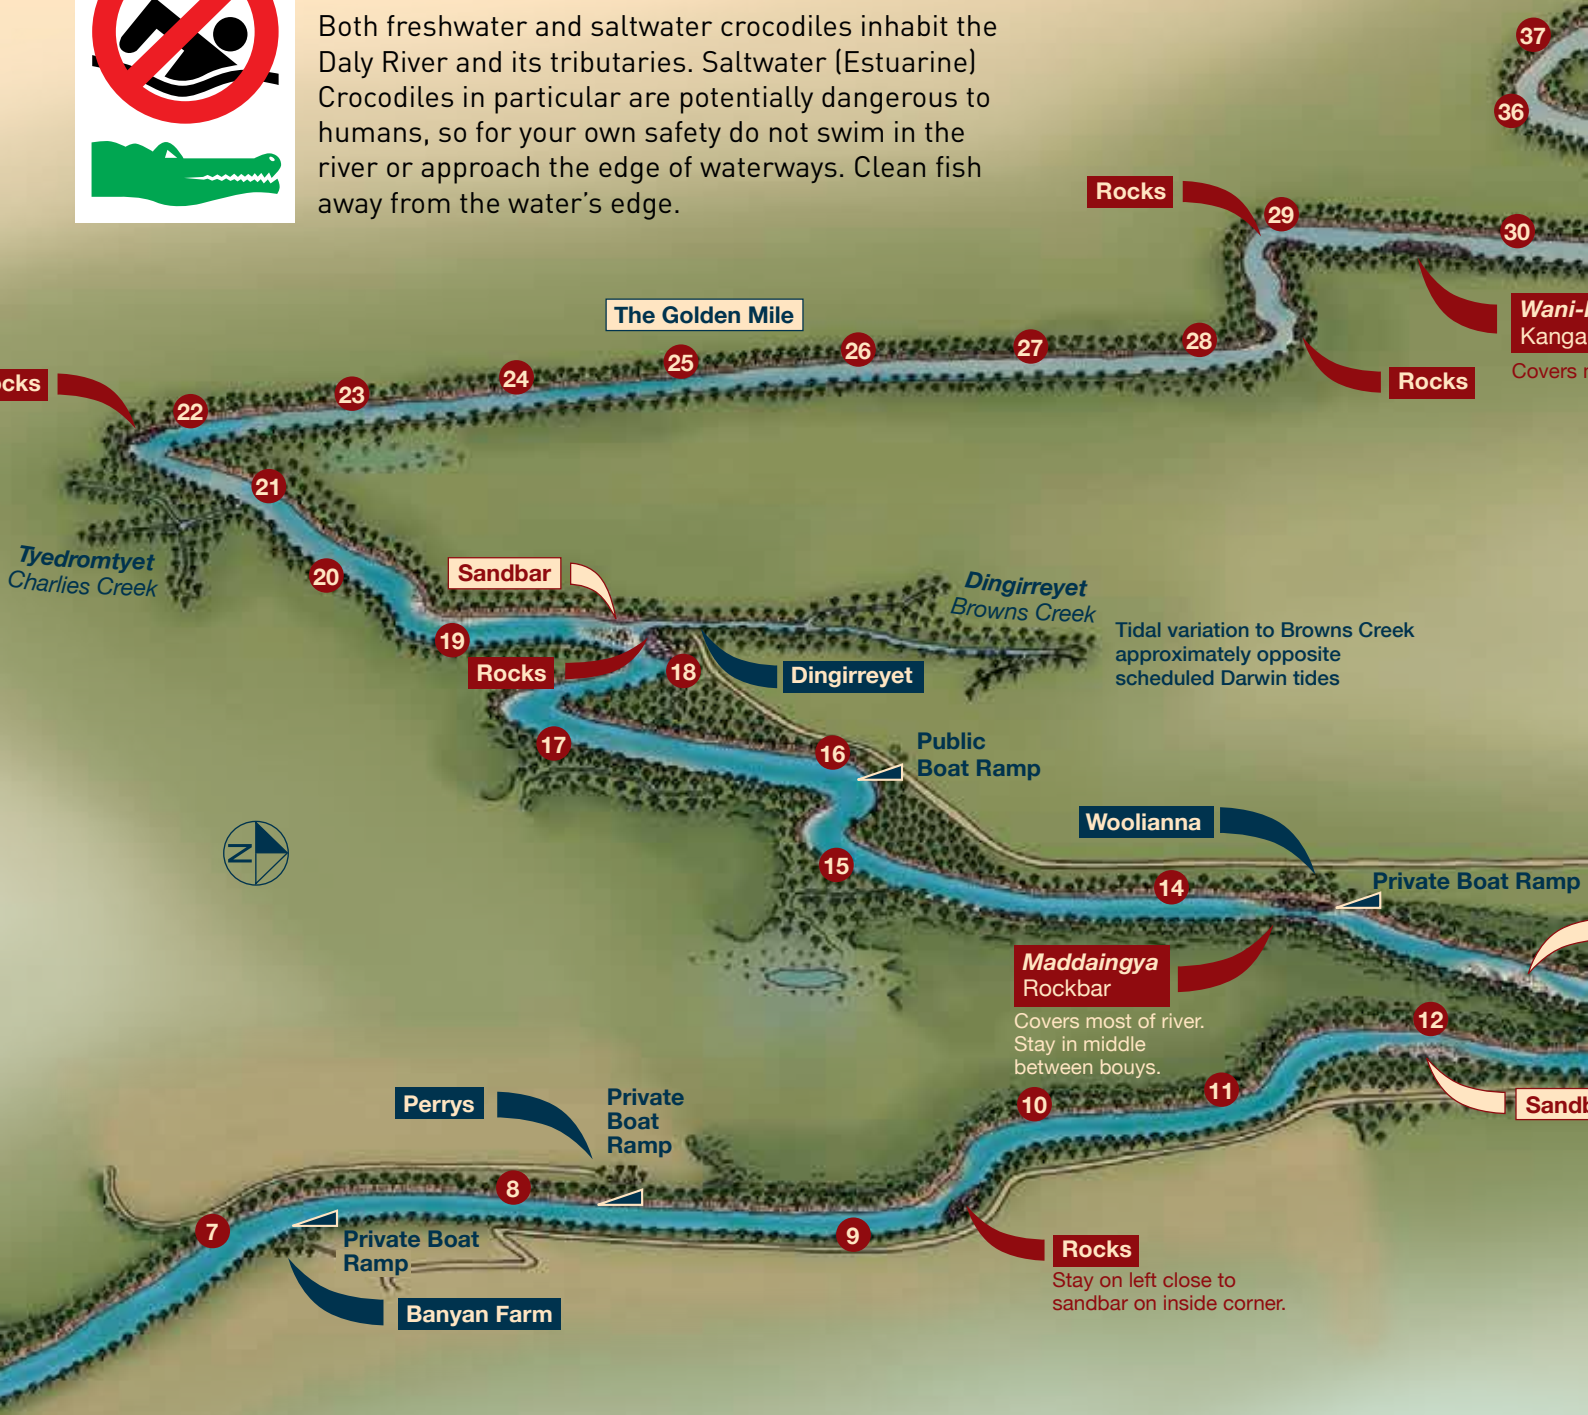 Both freshwater and saltwater crocodiles inhabit the
Daly River and its tributaries. Saltwater (Estuarine)
Crocodiles in particular are potentially dangerous to
humans, so for your own safety do not swim in the
river or approach the edge of waterways. Clean fish
away from the water's edge.
37
36
Rocks
29
30
Wani-
Kanga
Covers
The Golden Mile
28
27
26
25
24
23
22
Rocks
21
20
Tyedromtyet
Charlies Creek
Sandbar
19
Rocks
18
Dingirreyet
Browns Creek
Tidal variation to Browns Creek
approximately opposite
scheduled Darwin tides
Dingirreyet
17
16
Public
Boat Ramp
N
Woolianna
15
14
Private Boat Ramp
Maddaingya
Rockbar
Covers most of river.
Stay in middle
between bouys.
12
11
10
Sandb
Perrys
Private
Boat
Ramp
8
7
9
Private Boat
Ramp
Banyan Farm
Rocks
Stay on left close to
sandbar on inside corner.